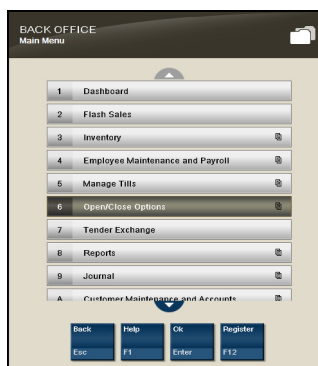 BACK OFFICE
Main Menu
1 Dashboard
2 Flash Sales
3 Inventory
4 Employee Maintenance and Payroll
5 Manage Tills
6 Open/Close Options
7 Tender Exchange
8 Reports
9 Journal
A Customer Maintenance and Accounts
Back Help Ok Register
Esc F1 Enter F12